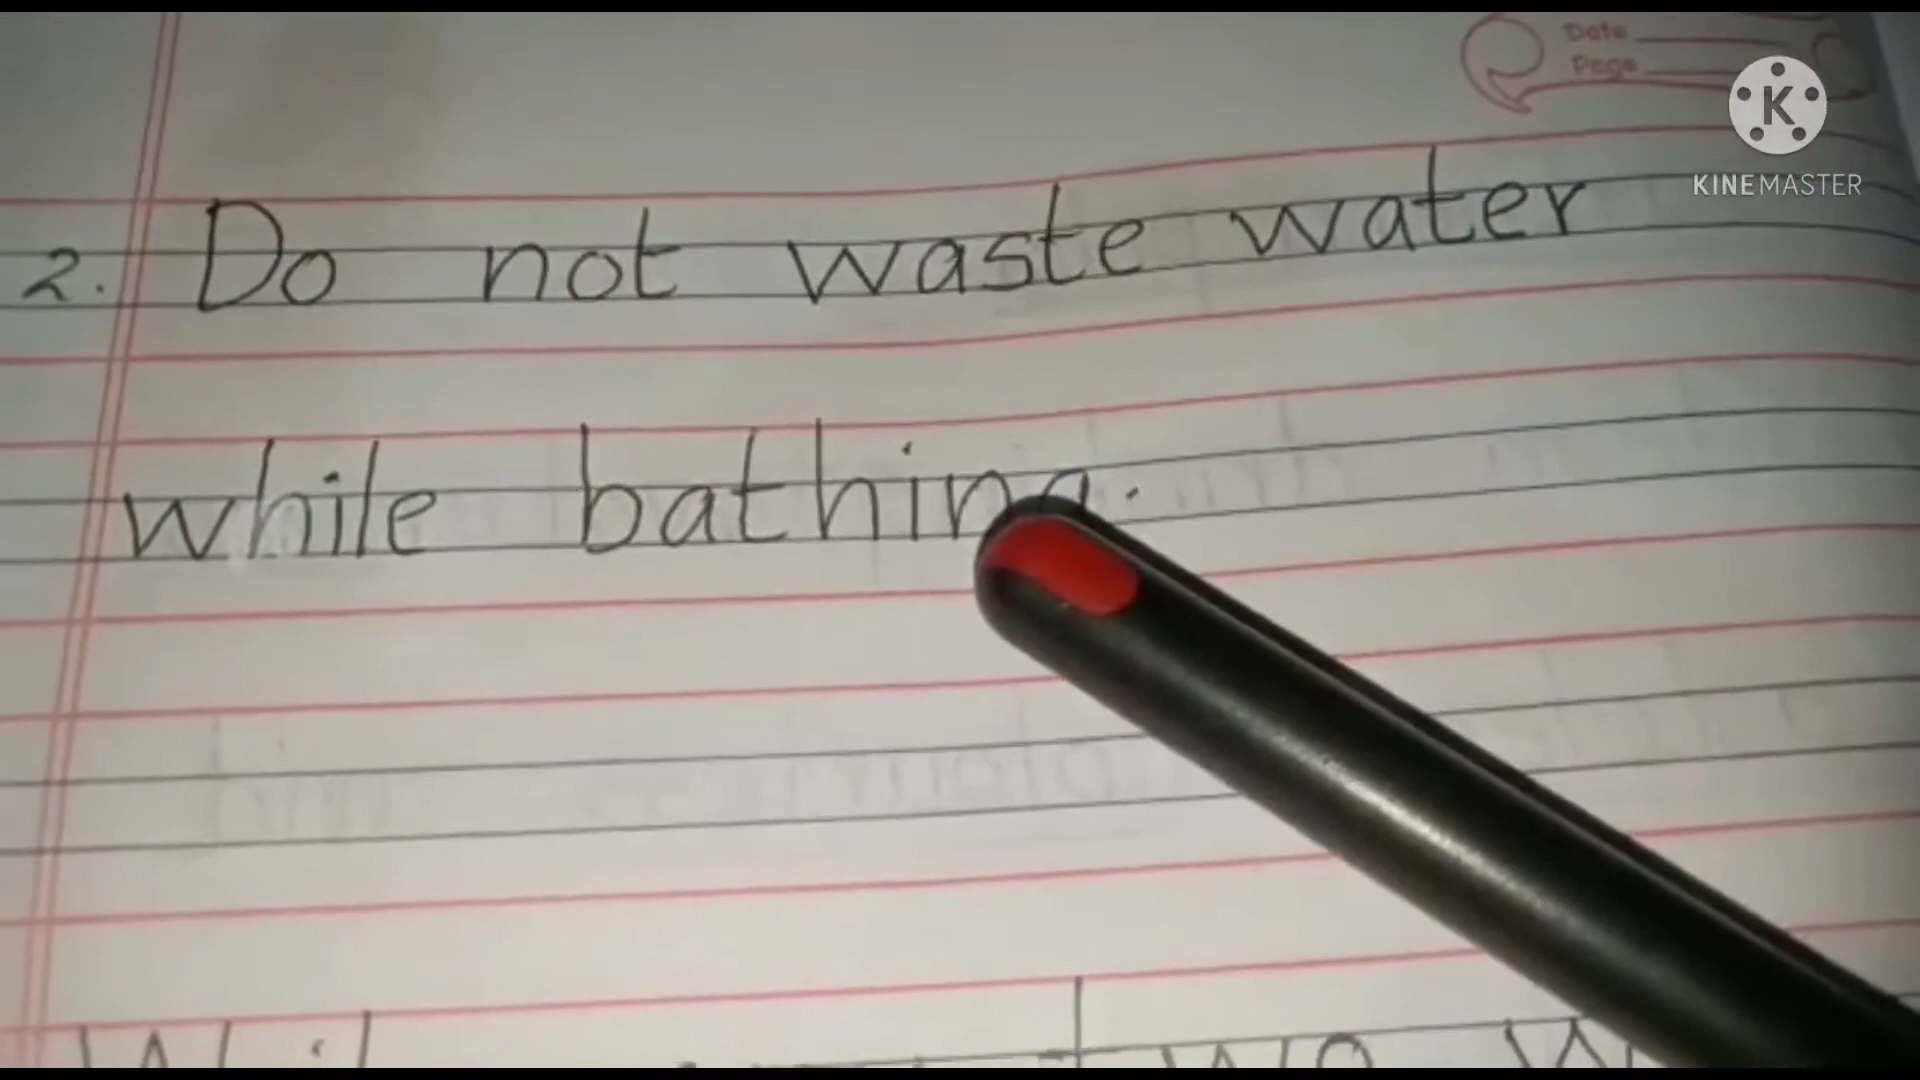 Date
Page
KINEMASTER
2. Do not waste water
while bathing.